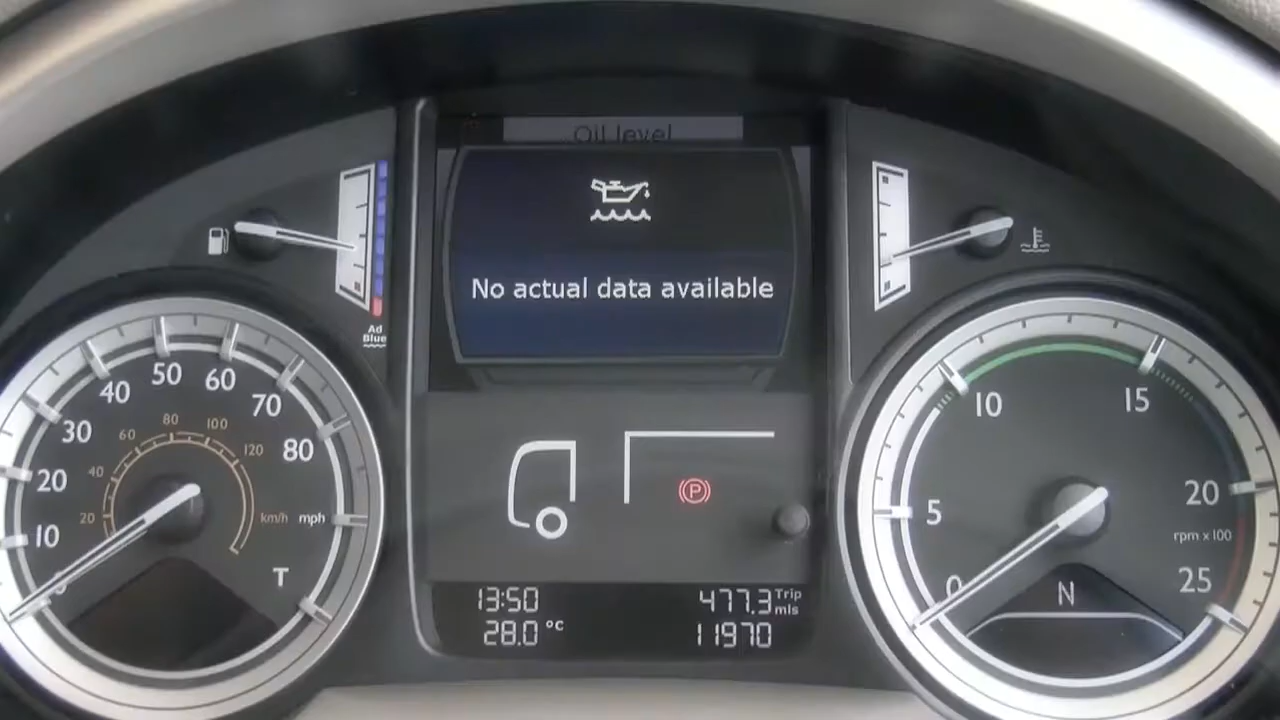 Oil level
No actual data available
Ad
Blue
10
20
30
40
50
60
70
80
20
40
60
80
100
120
km/h mph
T
0
P
13:50
28.0 °C
477.3 Trip
mls
11970
0
5
10
15
20
25
rpm x 100
N